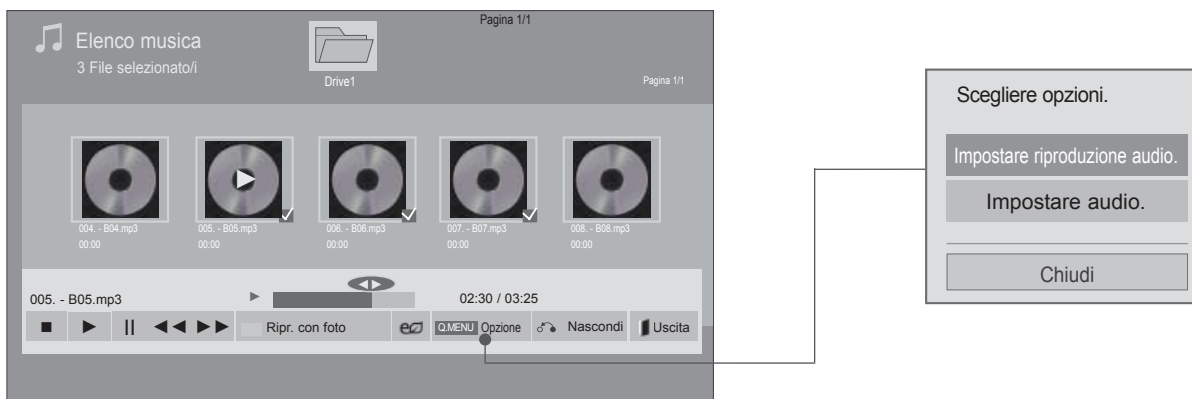 Pagina 1/1
Elenco musica
3 File selezionato/i
Drive1
Pagina 1/1
004. - B04.mp3
00:00
005. - B05.mp3
00:00
006. - B06.mp3
00:00
007. - B07.mp3
00:00
008. - B08.mp3
00:00
005. - B05.mp3
02:30 / 03:25
Ripr. con foto
Q.MENU Opzione
Nascondi
Uscita
Scegliere opzioni.
Impostare riproduzione audio.
Impostare audio.
Chiudi